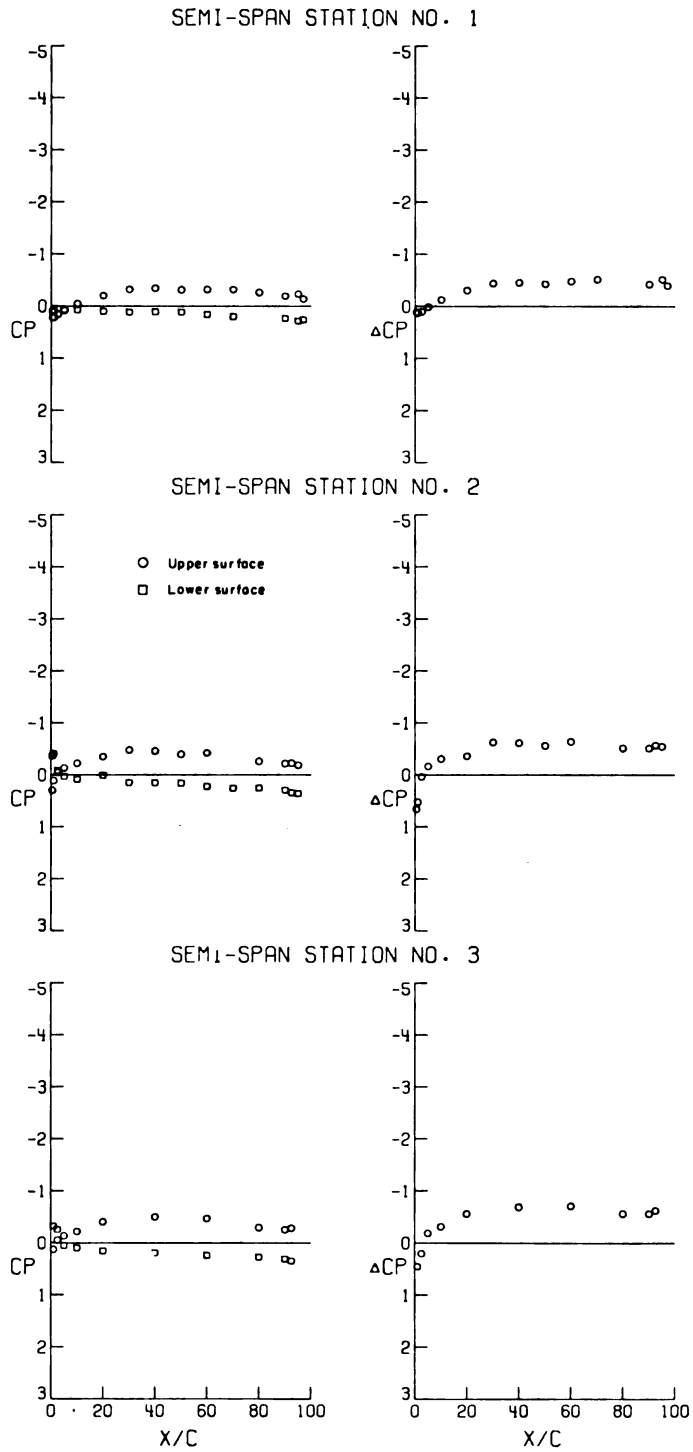 SEMI-SPAN STATION NO. 1
-5 -5
-4 -4
-3 -3
-2 -2
-1 -1
0 0
CP ΔCP
1 1
2 2
3 3
SEMI-SPAN STATION NO. 2
-5 -5
○ Upper surface
-4 -4
□ Lower surface
-3 -3
-2 -2
-1 -1
0 0
CP ΔCP
1 1
2 2
3 3
SEMI-SPAN STATION NO. 3
-5 -5
-4 -4
-3 -3
-2 -2
-1 -1
0 0
CP ΔCP
1 1
2 2
3 3
0 20 40 60 80 100 0 20 40 60 80 100
X/C X/C